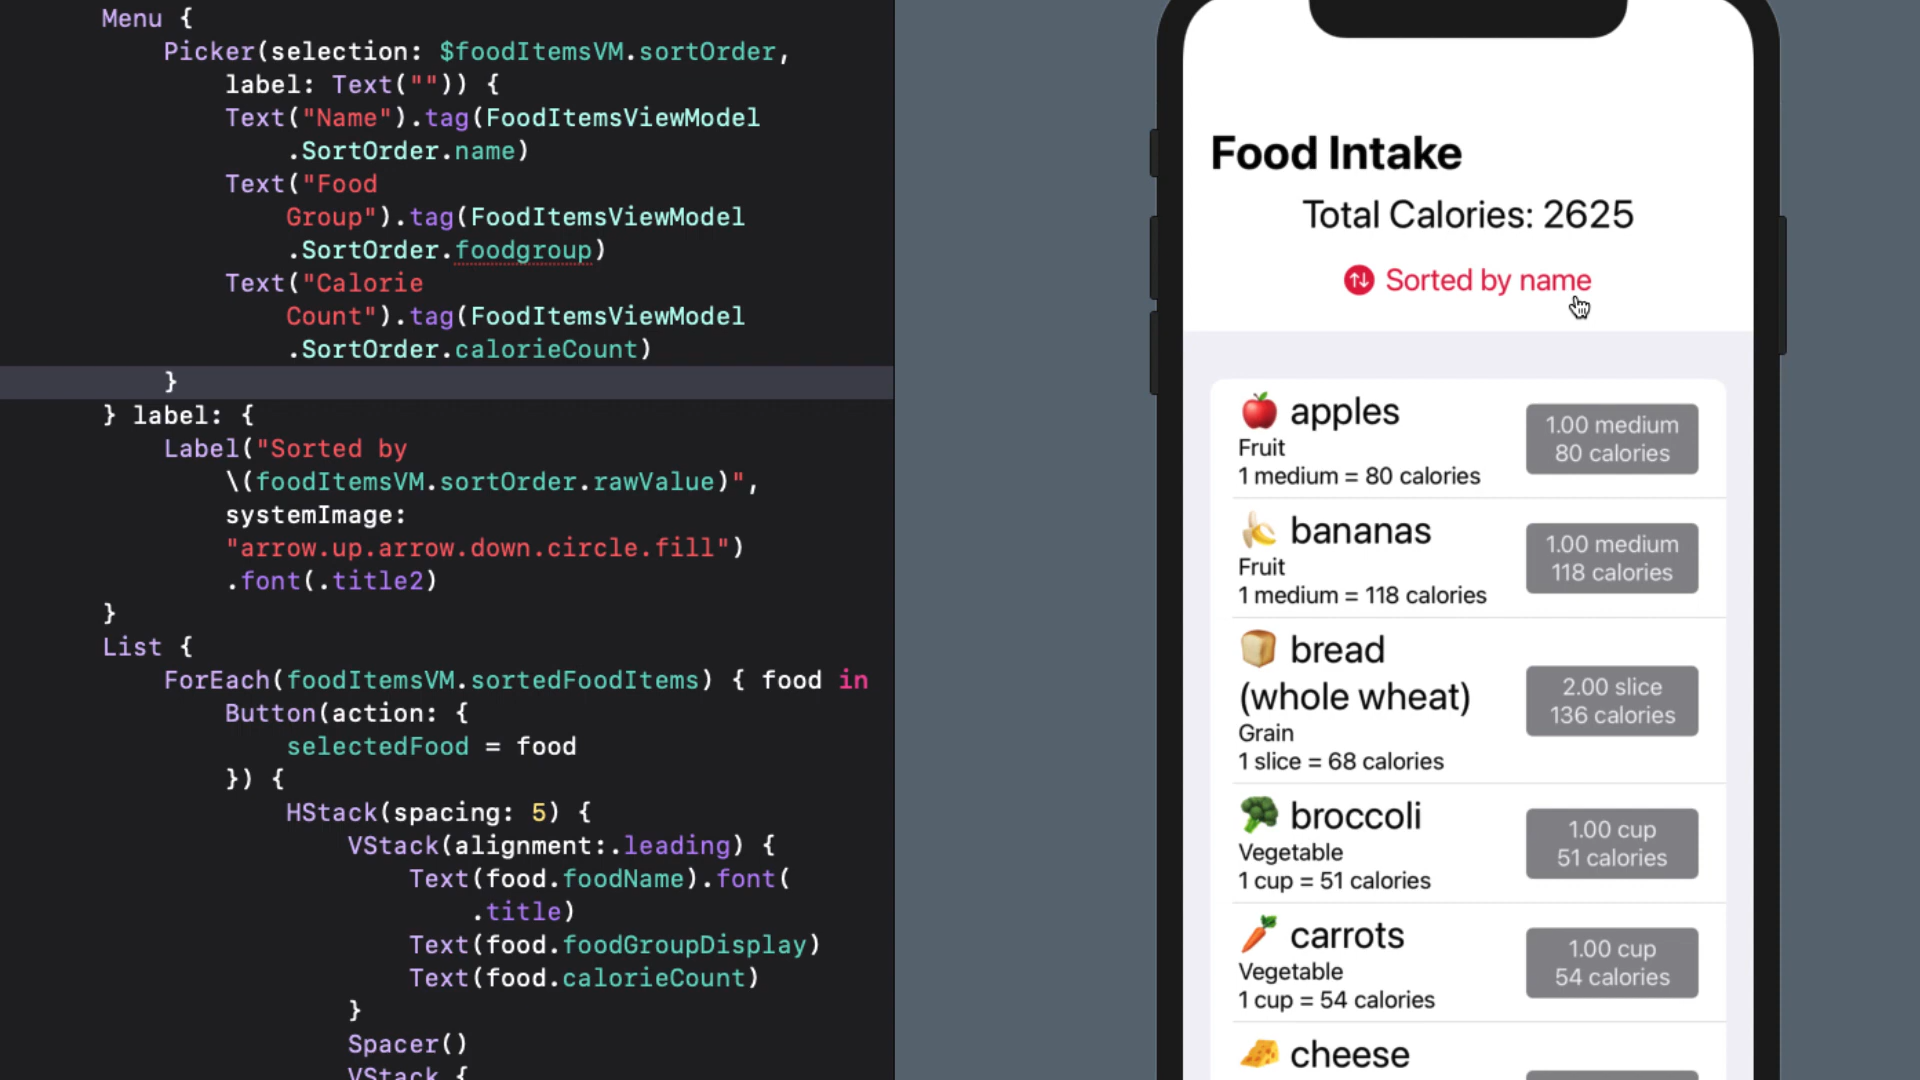 Menu {
Picker(selection: $foodItemsVM.sortOrder,
label: Text("")) {
Text("Name").tag(FoodItemsViewModel
.SortOrder.name)
Text("Food
Group").tag(FoodItemsViewModel
.SortOrder.foodgroup)
Text("Calorie
Count").tag(FoodItemsViewModel
.SortOrder.calorieCount)
}
} label: {
Label("Sorted by
\(foodItemsVM.sortOrder.rawValue)",
systemImage:
"arrow.up.arrow.down.circle.fill")
.font(.title2)
}
List {
ForEach(foodItemsVM.sortedFoodItems) { food in
Button(action: {
selectedFood = food
}) {
HStack(spacing: 5) {
VStack(alignment:.leading) {
Text(food.foodName).font(
.title)
Text(food.foodGroupDisplay)
Text(food.calorieCount)
}
Spacer()
VStack {
Food Intake
Total Calories: 2625
Sorted by name
apples
Fruit
1 medium = 80 calories
1.00 medium
80 calories
bananas
Fruit
1 medium = 118 calories
1.00 medium
118 calories
bread
(whole wheat)
Grain
1 slice = 68 calories
2.00 slice
136 calories
broccoli
Vegetable
1 cup = 51 calories
1.00 cup
51 calories
carrots
Vegetable
1 cup = 54 calories
1.00 cup
54 calories
cheese